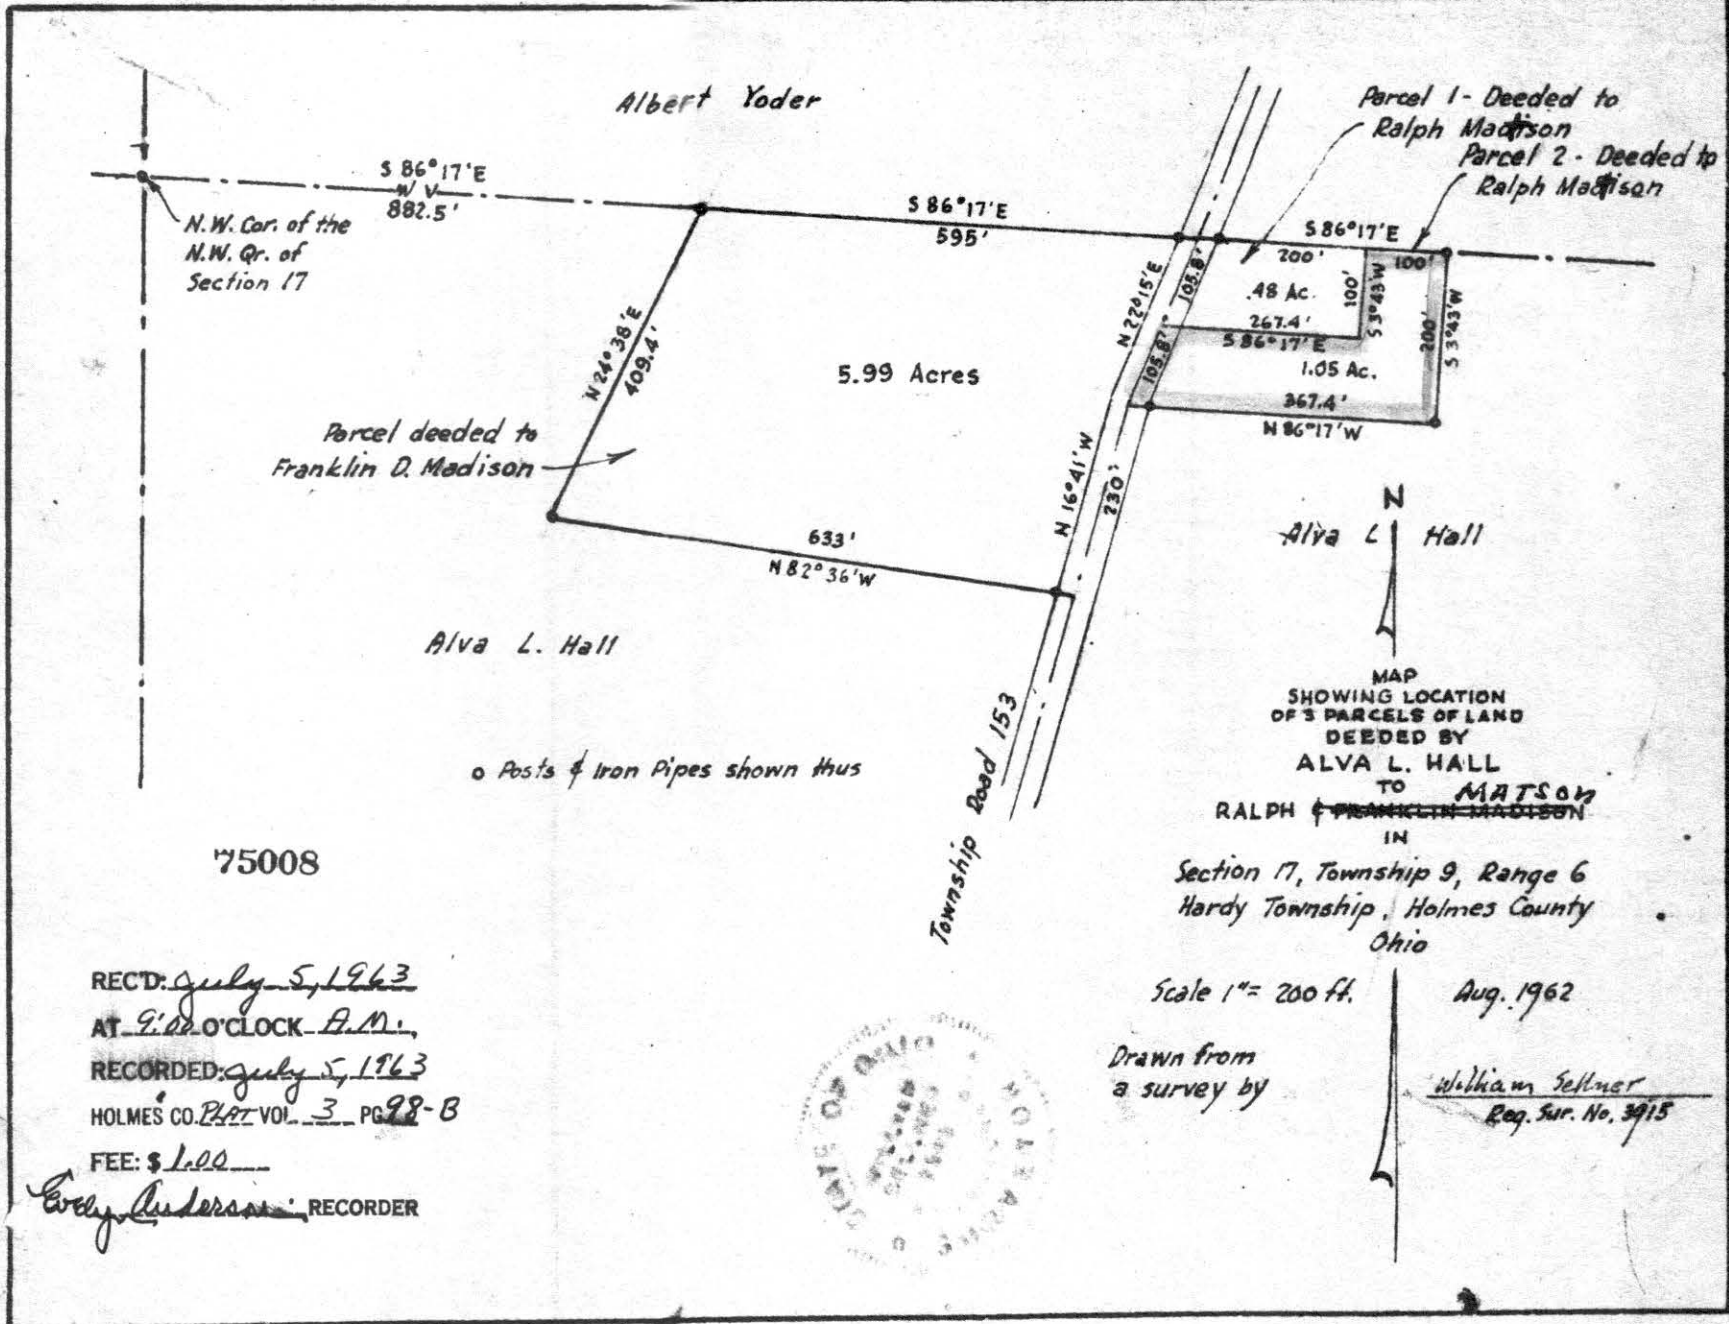 Albert Yoder
Parcel 1 - Deeded to
Ralph Madison
Parcel 2 - Deeded to
Ralph Madison
S 86° 17' E
882.5'
N.W. Cor. of the
N.W. Qr. of
Section 17
S 86° 17' E
595'
S 86° 17' E
200'
100'
105.8'
.48 Ac.
100'
S 3° 43' W
N 22° 15' E
267.4'
S 86° 17' E
105.8'
200'
S 3° 43' W
1.05 Ac.
367.4'
N 86° 17' W
N 24° 38' E
409.4'
5.99 Acres
Parcel deeded to
Franklin D. Madison
N 16° 41' W
230'
633'
N 82° 36' W
N
Alva L Hall
Alva L. Hall
o Posts & Iron Pipes shown thus
Township Road 153
MAP
SHOWING LOCATION
OF 3 PARCELS OF LAND
DEEDED BY
ALVA L. HALL
TO MATSON
RALPH & FRANKLIN MADISON
IN
Section 17, Township 9, Range 6
Hardy Township, Holmes County
Ohio
Scale 1" = 200 ft.
Aug. 1962
Drawn from
a survey by
William Sellner
Reg. Sur. No. 3915
75008
REC'D: July 5, 1963
AT 9:00 O'CLOCK A.M.,
RECORDED: July 5, 1963
HOLMES CO. PLAT VOL. 3 PG 98-B
FEE: $ 1.00
Anderson RECORDER
STATE OF OHIO